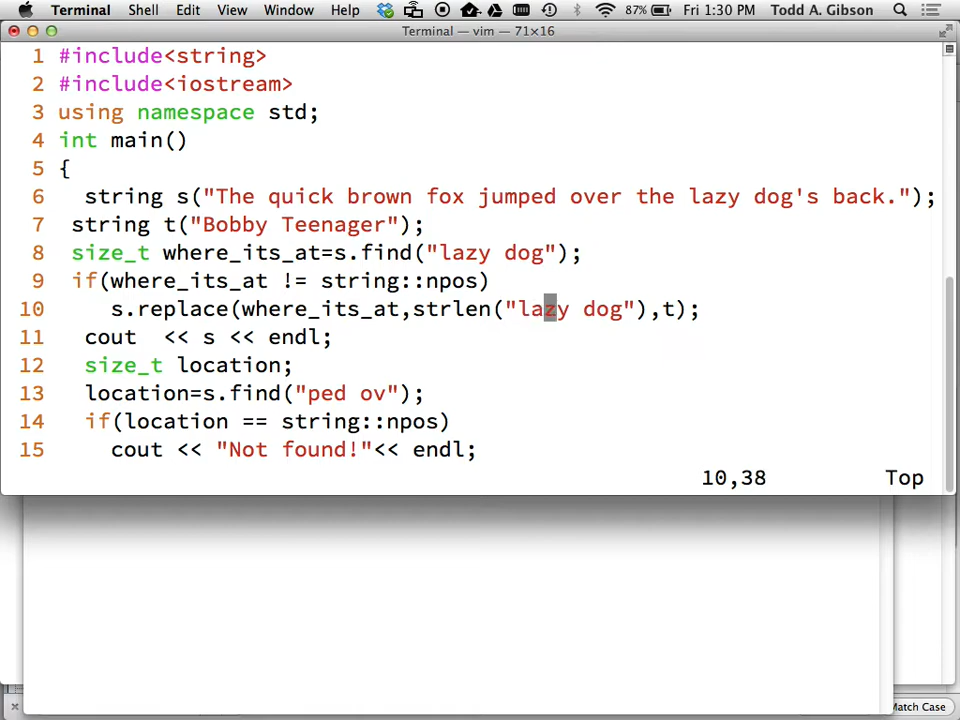 Terminal Shell Edit View Window Help 87% Fri 1:30 PM Todd A. Gibson
Terminal — vim — 71×16
1 #include<string>
2 #include<iostream>
3 using namespace std;
4 int main()
5 {
6   string s("The quick brown fox jumped over the lazy dog's back.");
7  string t("Bobby Teenager");
8  size_t where_its_at=s.find("lazy dog");
9  if(where_its_at != string::npos)
10     s.replace(where_its_at,strlen("lazy dog"),t);
11   cout  << s << endl;
12   size_t location;
13   location=s.find("ped ov");
14   if(location == string::npos)
15     cout << "Not found!"<< endl;
10,38 Top
Match Case